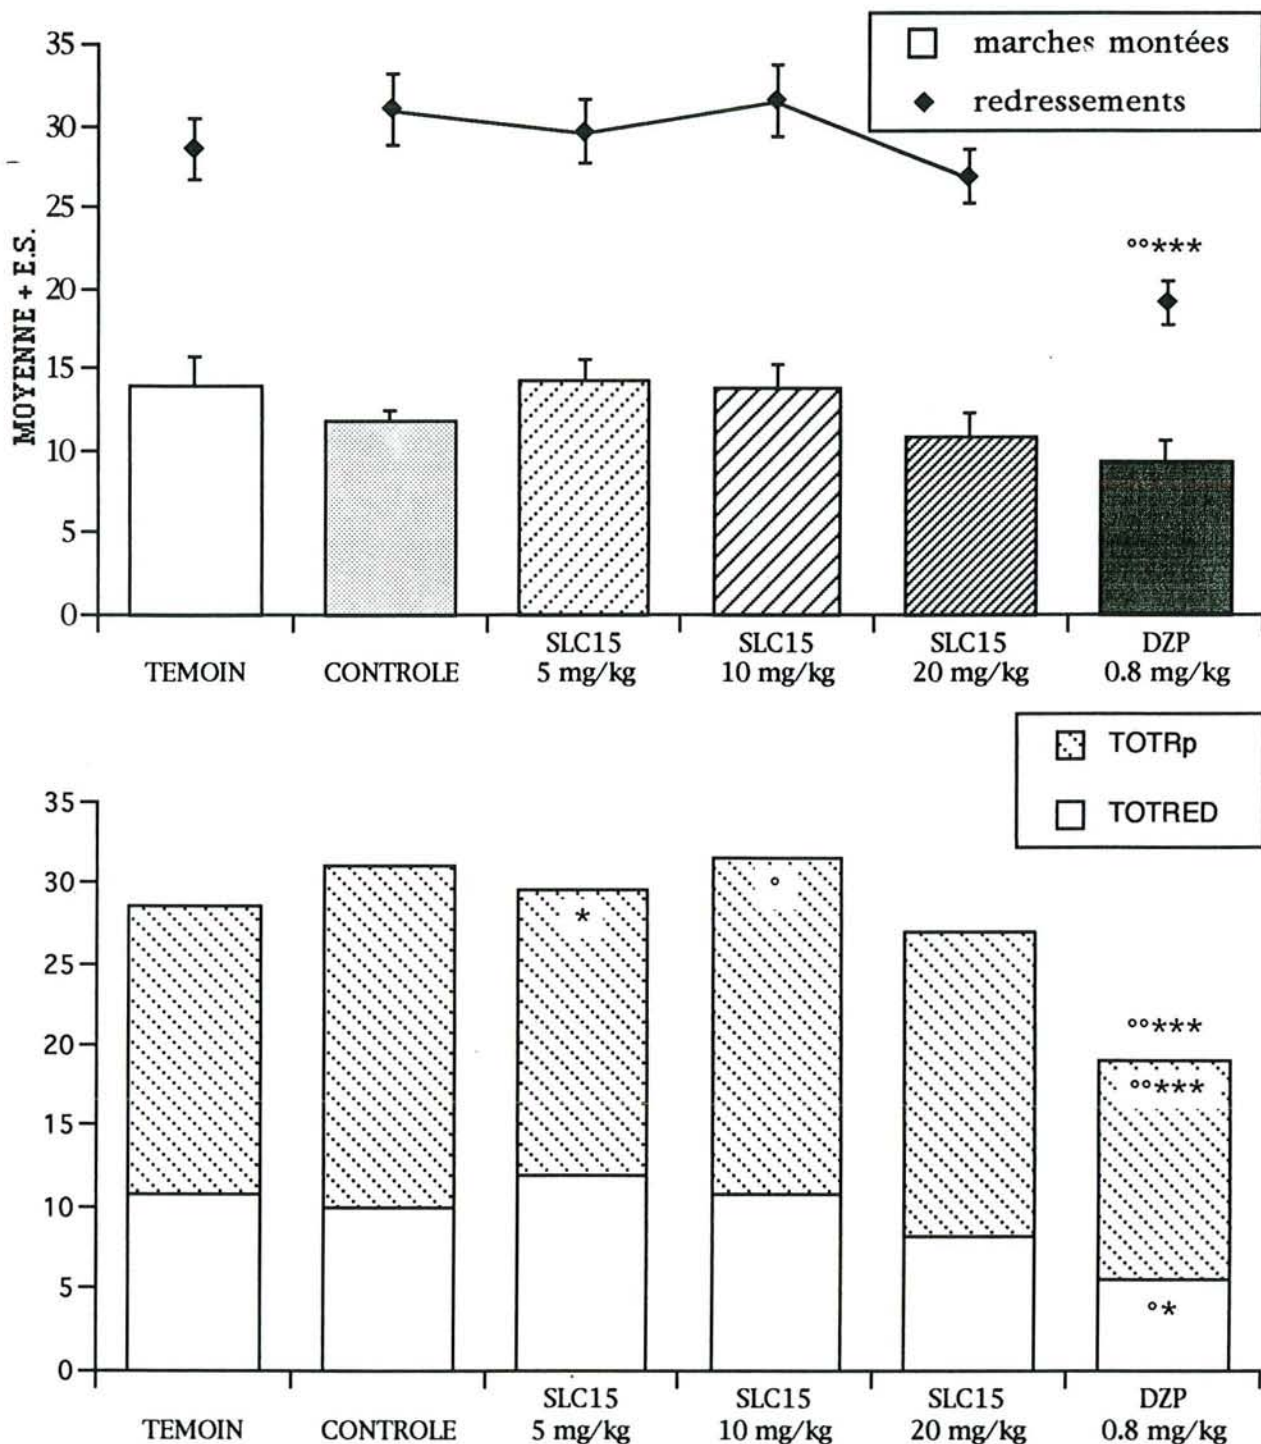 marches montées
redressements
MOYENNE + E.S.
35
30
25
20
15
10
5
0
°°***
TEMOIN
CONTROLE
SLC15
5 mg/kg
SLC15
10 mg/kg
SLC15
20 mg/kg
DZP
0.8 mg/kg
TOTRp
TOTRED
35
30
25
20
15
10
5
0
*
°
°°***
°°***
°*
TEMOIN
CONTROLE
SLC15
5 mg/kg
SLC15
10 mg/kg
SLC15
20 mg/kg
DZP
0.8 mg/kg